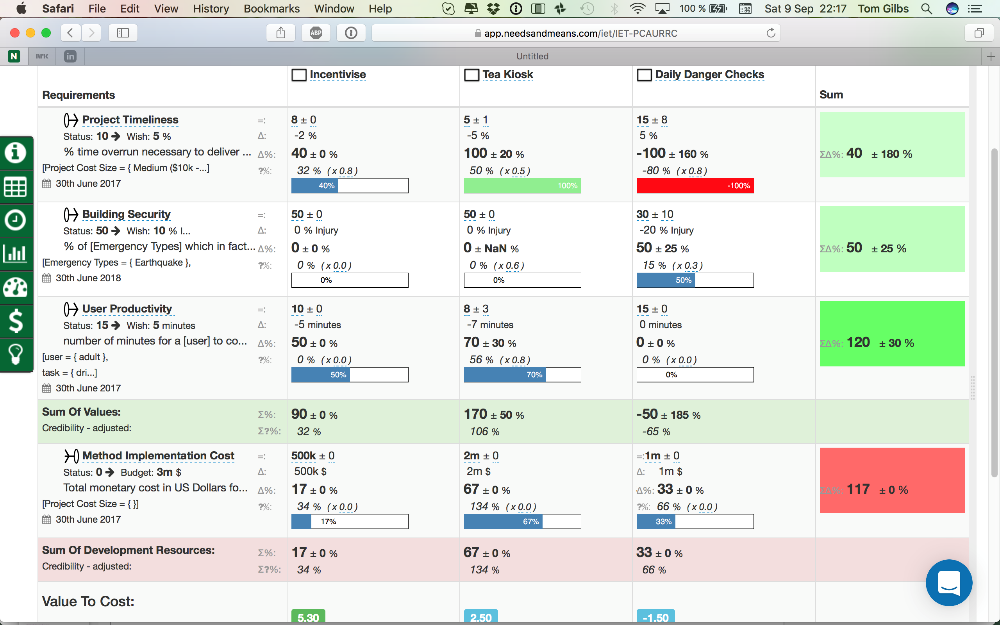 Safari File Edit View History Bookmarks Window Help 100 % Sat 9 Sep 22:17 Tom Gilbs
ABP app.needsandmeans.com/iet/IET-PCAURRC
N nrk in Untitled
Requirements Incentivise Tea Kiosk Daily Danger Checks Sum
Project Timeliness =: 8 ± 0 5 ± 1 15 ± 8
Status: 10 ➔ Wish: 5 % Δ: -2 % -5 % 5 %
% time overrun necessary to deliver ... Δ%: 40 ± 0 % 100 ± 20 % -100 ± 160 % ΣΔ%: 40 ± 180 %
[Project Cost Size = { Medium ($10k -...] ?%: 32 % (x 0.8 ) 50 % (x 0.5 ) -80 % (x 0.8 )
30th June 2017 40% 100% -100%
Building Security =: 50 ± 0 50 ± 0 30 ± 10
Status: 50 ➔ Wish: 10 % I... Δ: 0 % Injury 0 % Injury -20 % Injury
% of [Emergency Types] which in fact... Δ%: 0 ± 0 % 0 ± NaN % 50 ± 25 % ΣΔ%: 50 ± 25 %
[Emergency Types = { Earthquake }, ?%: 0 % (x 0.0 ) 0 % (x 0.6 ) 15 % (x 0.3 )
30th June 2018 0% 0% 50%
User Productivity =: 10 ± 0 8 ± 3 15 ± 0
Status: 15 ➔ Wish: 5 minutes Δ: -5 minutes -7 minutes 0 minutes
number of minutes for a [user] to co... Δ%: 50 ± 0 % 70 ± 30 % 0 ± 0 % ΣΔ%: 120 ± 30 %
[user = { adult }, ?%: 0 % (x 0.0 ) 56 % (x 0.8 ) 0 % (x 0.0 )
task = { dri...] 50% 70% 0%
30th June 2017
Sum Of Values: Σ%: 90 ± 0 % 170 ± 50 % -50 ± 185 %
Credibility - adjusted: Σ?%: 32 % 106 % -65 %
Method Implementation Cost =: 500k ± 0 2m ± 0 =:1m ± 0
Status: 0 ➔ Budget: 3m $ Δ: 500k $ 2m $ Δ: 1m $
Total monetary cost in US Dollars fo... Δ%: 17 ± 0 % 67 ± 0 % Δ%: 33 ± 0 % ΣΔ%: 117 ± 0 %
[Project Cost Size = { }] ?%: 34 % (x 0.0 ) 134 % (x 0.0 ) ?%: 66 % (x 0.0 )
30th June 2017 17% 67% 33%
Sum Of Development Resources: Σ%: 17 ± 0 % 67 ± 0 % 33 ± 0 %
Credibility - adjusted: Σ?%: 34 % 134 % 66 %
Value To Cost:
5.30 2.50 -1.50